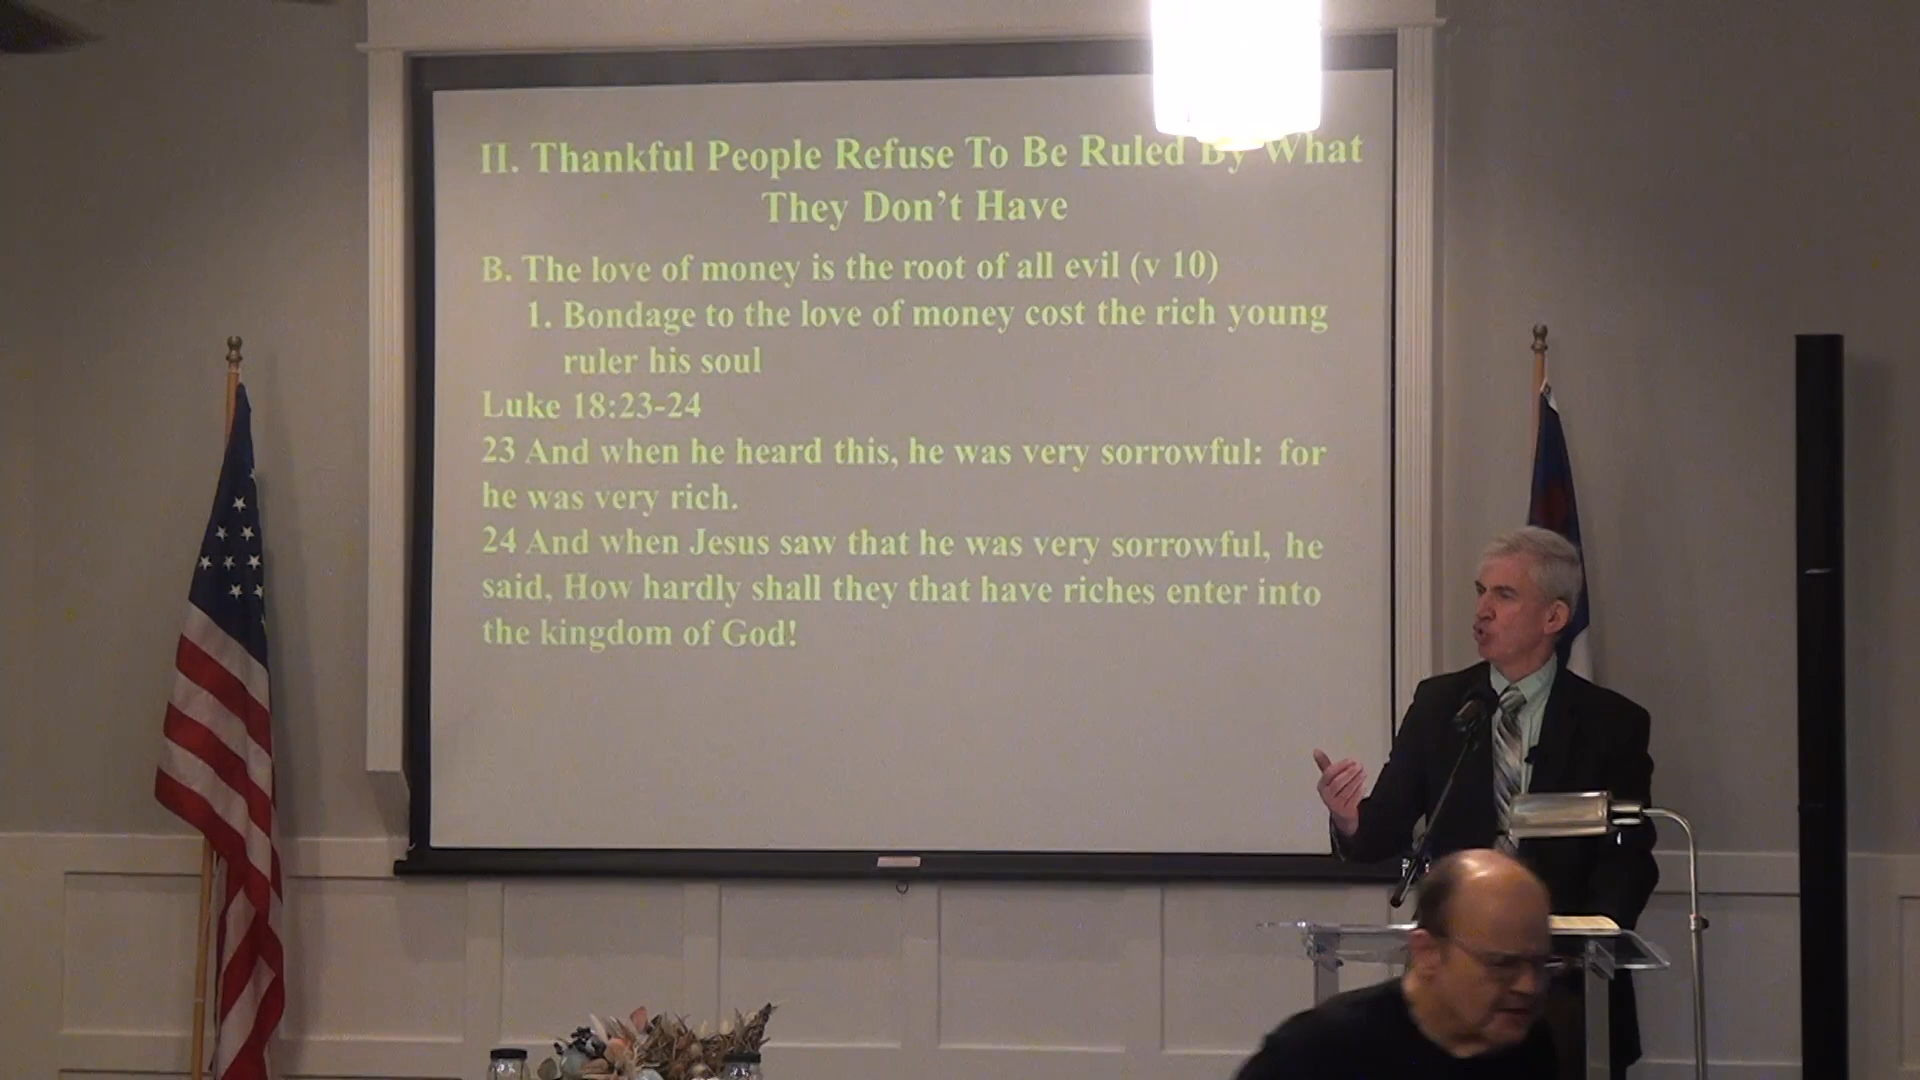 II. Thankful People Refuse To Be Ruled By What
They Don't Have
B. The love of money is the root of all evil (v 10)
1. Bondage to the love of money cost the rich young
ruler his soul
Luke 18:23-24
23 And when he heard this, he was very sorrowful: for
he was very rich.
24 And when Jesus saw that he was very sorrowful, he
said, How hardly shall they that have riches enter into
the kingdom of God!